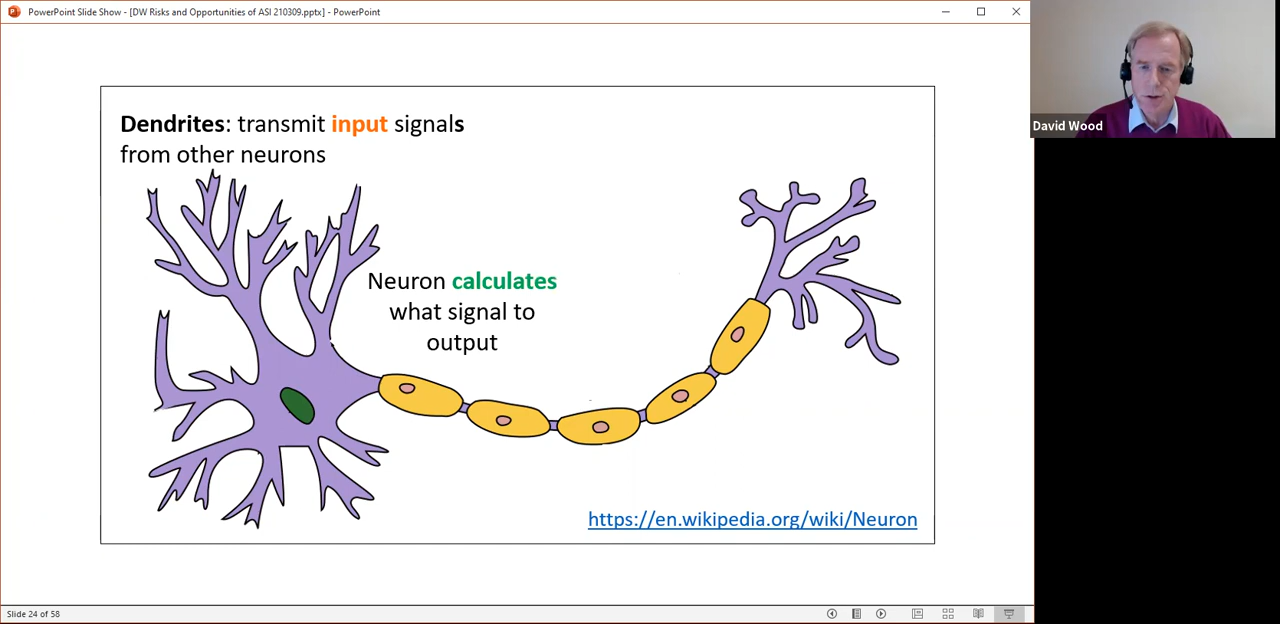 PowerPoint Slide Show - [DW Risks and Opportunities of ASI 210309.pptx] - PowerPoint
Dendrites: transmit input signals
from other neurons
Neuron calculates
what signal to
output
https://en.wikipedia.org/wiki/Neuron
David Wood
Slide 24 of 58